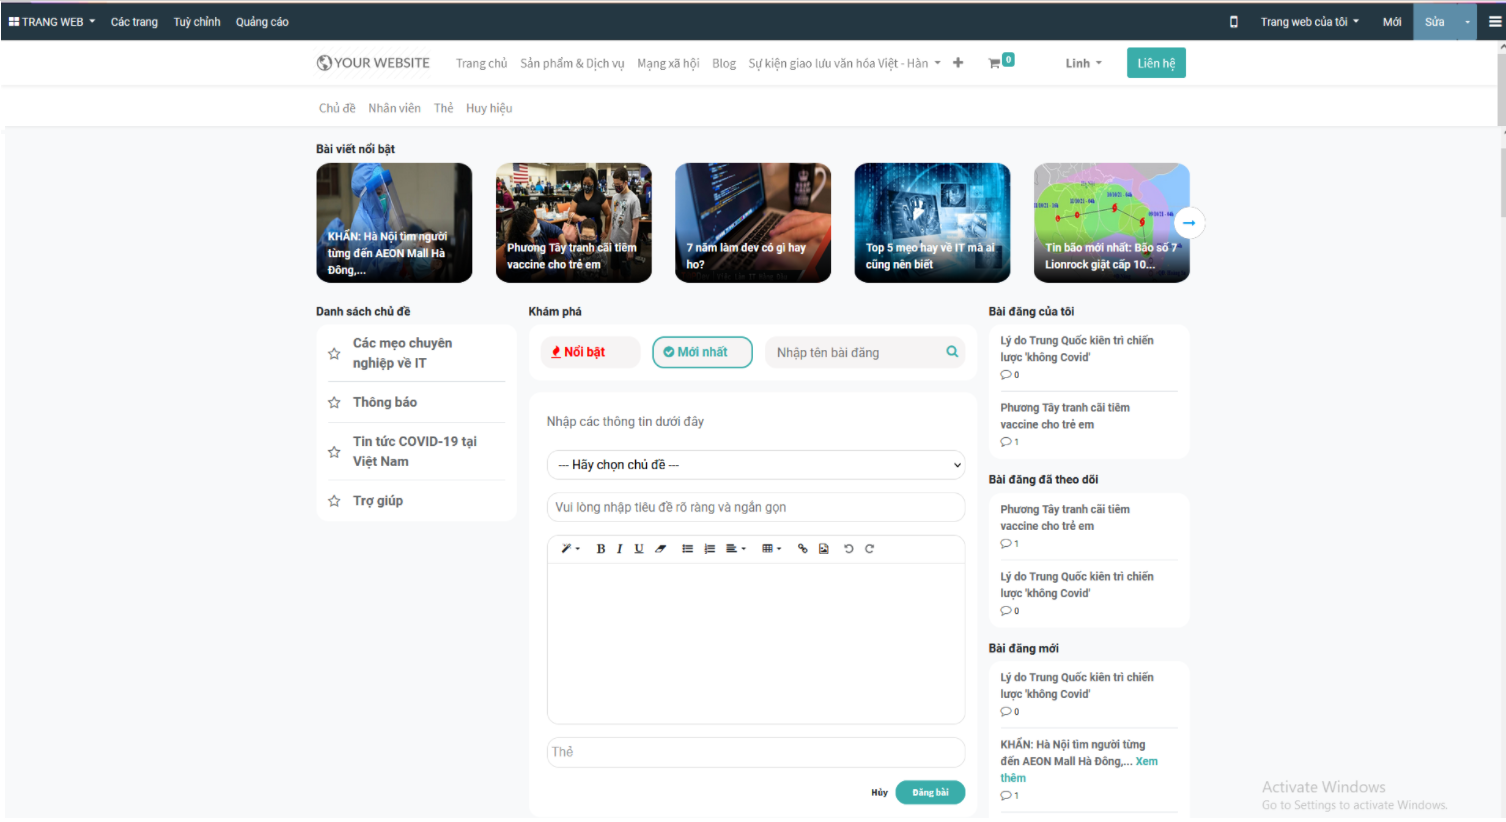 TRANG WEB Các trang Tuỳ chỉnh Quảng cáo Trang web của tôi Mới Sửa
YOUR WEBSITE Trang chủ Sản phẩm & Dịch vụ Mạng xã hội Blog Sự kiện giao lưu văn hóa Việt - Hàn 0 Linh Liên hệ
Chủ đề Nhân viên Thẻ Huy hiệu
Bài viết nổi bật
KHẨN: Hà Nội tìm người
từng đến AEON Mall Hà
Đông,...
Phương Tây tranh cãi tiêm
vaccine cho trẻ em
7 năm làm dev có gì hay
ho?
Top 5 mẹo hay về IT mà ai
cũng nên biết
Tin bão mới nhất: Bão số 7
Lionrock giật cấp 10...
Danh sách chủ đề
Các mẹo chuyên
nghiệp về IT
Thông báo
Tin tức COVID-19 tại
Việt Nam
Trợ giúp
Khám phá
Nổi bật Mới nhất Nhập tên bài đăng
Nhập các thông tin dưới đây
--- Hãy chọn chủ đề ---
Vui lòng nhập tiêu đề rõ ràng và ngắn gọn
B I U
Thẻ
Hủy Đăng bài
Bài đăng của tôi
Lý do Trung Quốc kiên trì chiến
lược 'không Covid'
0
Phương Tây tranh cãi tiêm
vaccine cho trẻ em
1
Bài đăng đã theo dõi
Phương Tây tranh cãi tiêm
vaccine cho trẻ em
1
Lý do Trung Quốc kiên trì chiến
lược 'không Covid'
0
Bài đăng mới
Lý do Trung Quốc kiên trì chiến
lược 'không Covid'
0
KHẨN: Hà Nội tìm người từng
đến AEON Mall Hà Đông,... Xem
thêm
1
Activate Windows
Go to Settings to activate Windows.